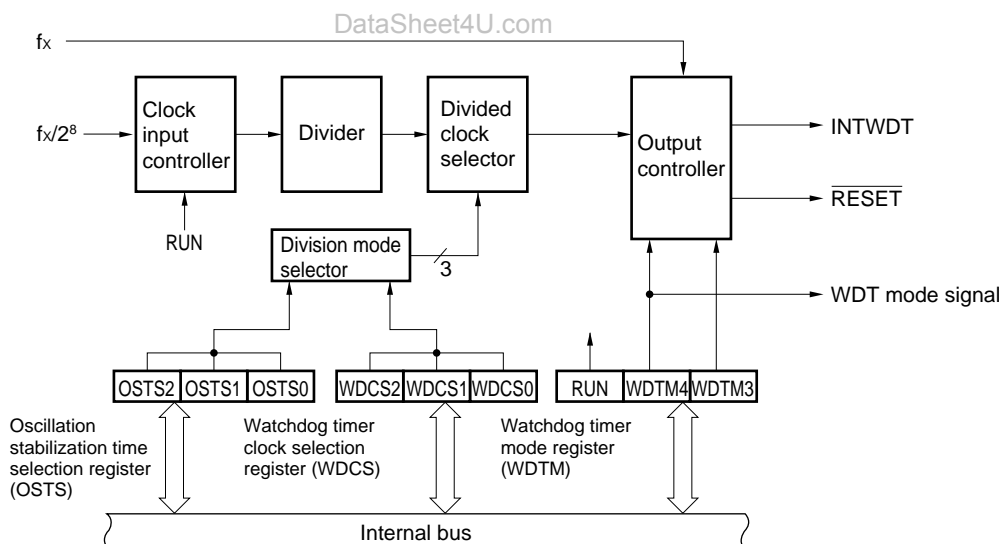 DataSheet4U.com
fx
fx/2⁸
Clock
input
controller
Divider
Divided
clock
selector
Output
controller
INTWDT
RESET
RUN
Division mode
selector
3
WDT mode signal
OSTS2 OSTS1 OSTS0
WDCS2 WDCS1 WDCS0
RUN WDTM4 WDTM3
Oscillation
stabilization time
selection register
(OSTS)
Watchdog timer
clock selection
register (WDCS)
Watchdog timer
mode register
(WDTM)
Internal bus